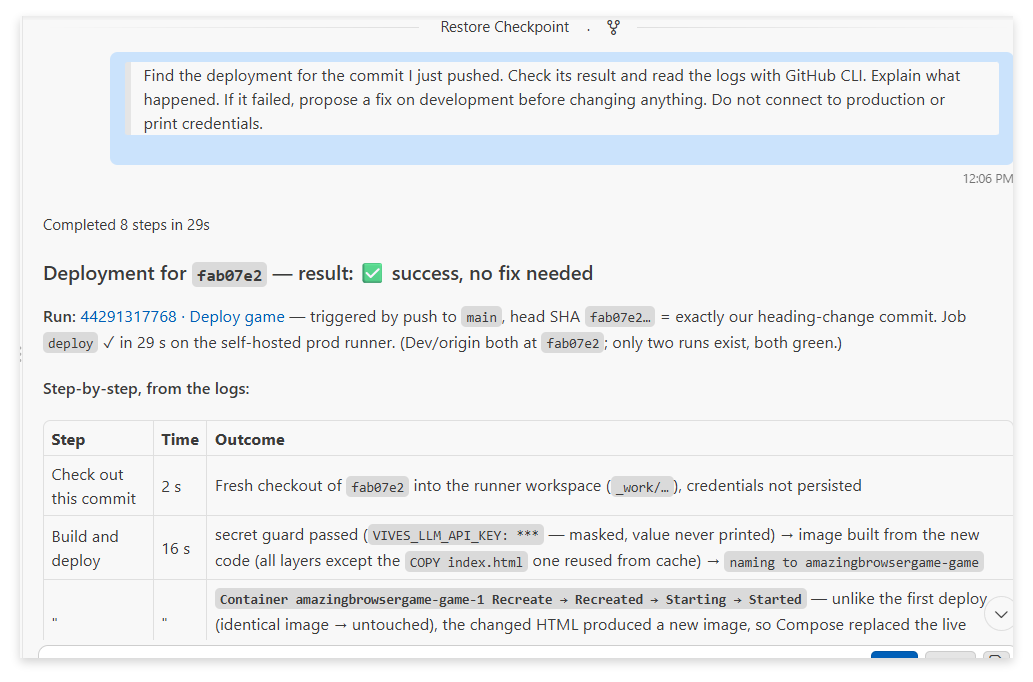 Restore Checkpoint .
Find the deployment for the commit I just pushed. Check its result and read the logs with GitHub CLI. Explain what
happened. If it failed, propose a fix on development before changing anything. Do not connect to production or
print credentials.
12:06 PM
Completed 8 steps in 29s
Deployment for fab07e2 — result: ✅ success, no fix needed
Run: 44291317768 · Deploy game — triggered by push to main, head SHA fab07e2… = exactly our heading-change commit. Job
deploy ✓ in 29 s on the self-hosted prod runner. (Dev/origin both at fab07e2; only two runs exist, both green.)
Step-by-step, from the logs:
Step Time Outcome
Check out
this commit
2 s
Fresh checkout of fab07e2 into the runner workspace (_work/…), credentials not persisted
Build and
deploy
16 s
secret guard passed (VIVES_LLM_API_KEY: *** — masked, value never printed) → image built from the new
code (all layers except the COPY index.html one reused from cache) → naming to amazingbrowsergame-game
" "
Container amazingbrowsergame-game-1 Recreate → Recreated → Starting → Started — unlike the first deploy
(identical image → untouched), the changed HTML produced a new image, so Compose replaced the live